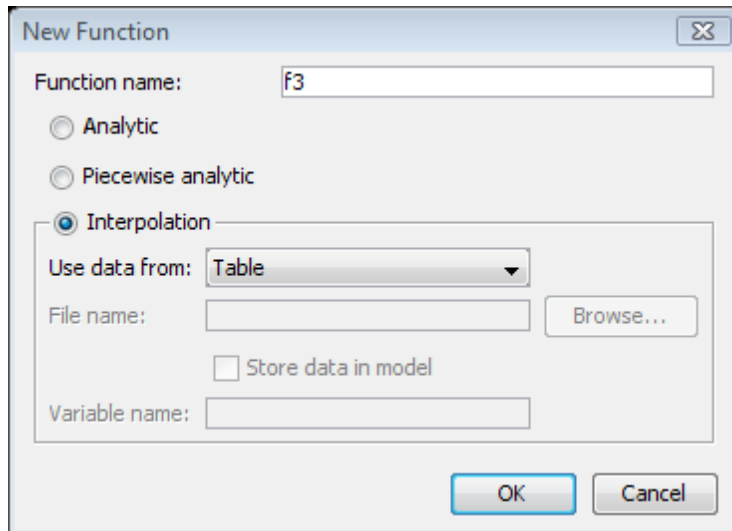 New Function
Function name: f3
Analytic
Piecewise analytic
Interpolation
Use data from: Table
File name: Browse...
Store data in model
Variable name:
OK Cancel